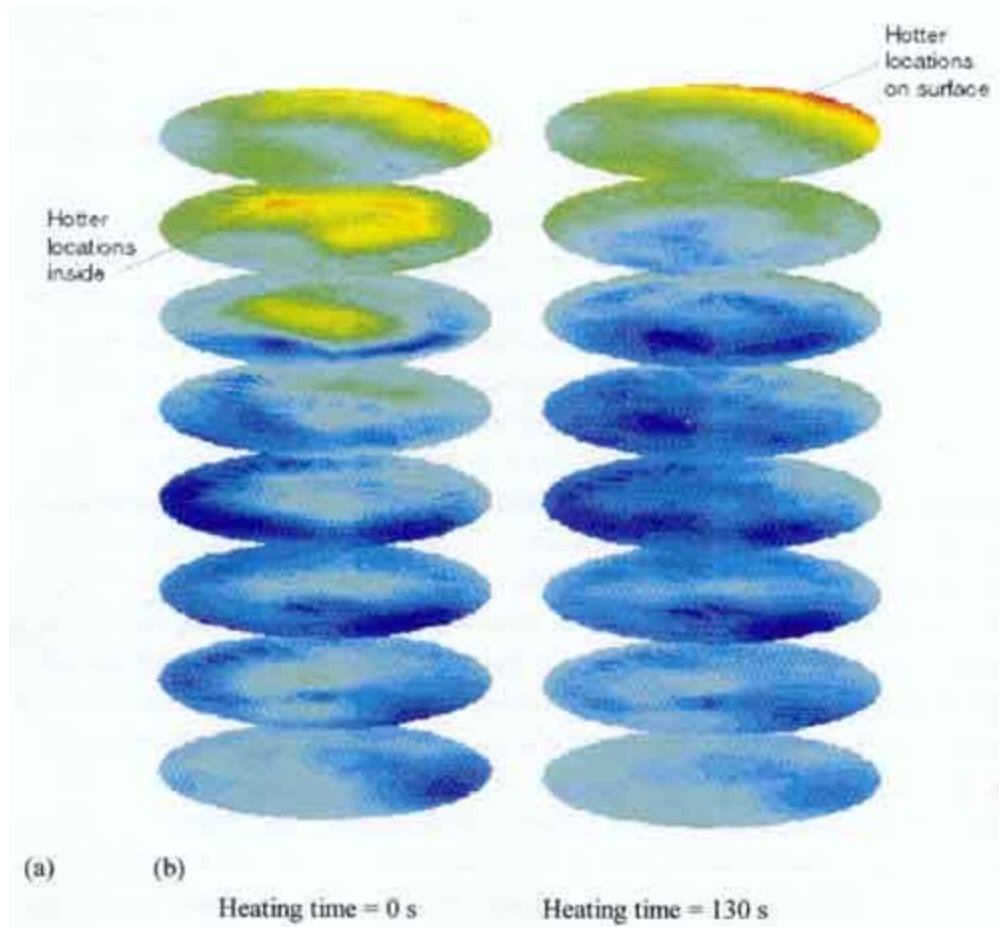 Hotter
locations
on surface
Hotter
locations
inside
(a) (b)
Heating time = 0 s Heating time = 130 s